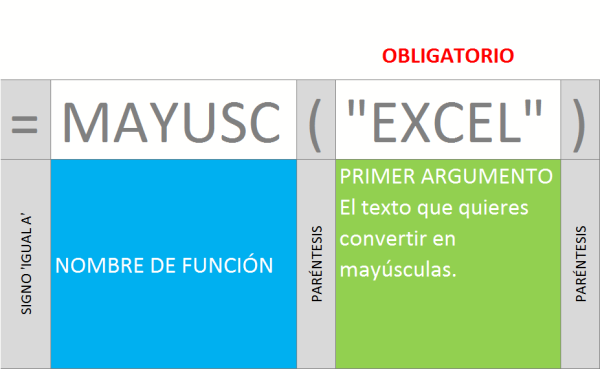 OBLIGATORIO
= MAYUSC ( "EXCEL" )
SIGNO 'IGUAL A'
NOMBRE DE FUNCIÓN
PARÉNTESIS
PRIMER ARGUMENTO
El texto que quieres
convertir en
mayúsculas.
PARÉNTESIS